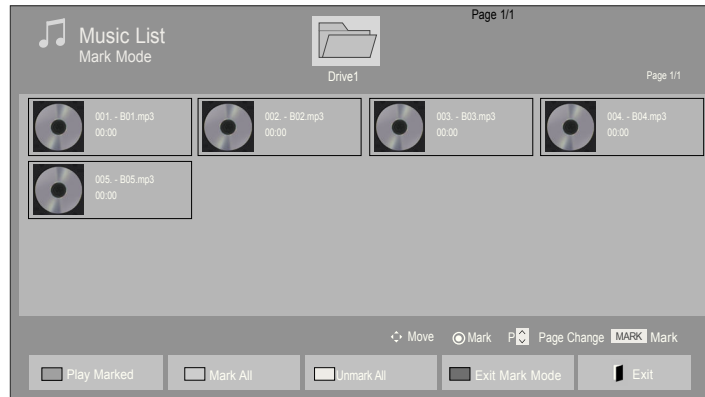 Page 1/1
Music List
Mark Mode
Drive1
Page 1/1
001. - B01.mp3
00:00
002. - B02.mp3
00:00
003. - B03.mp3
00:00
004. - B04.mp3
00:00
005. - B05.mp3
00:00
Move Mark P Page Change MARK Mark
Play Marked Mark All Unmark All Exit Mark Mode Exit